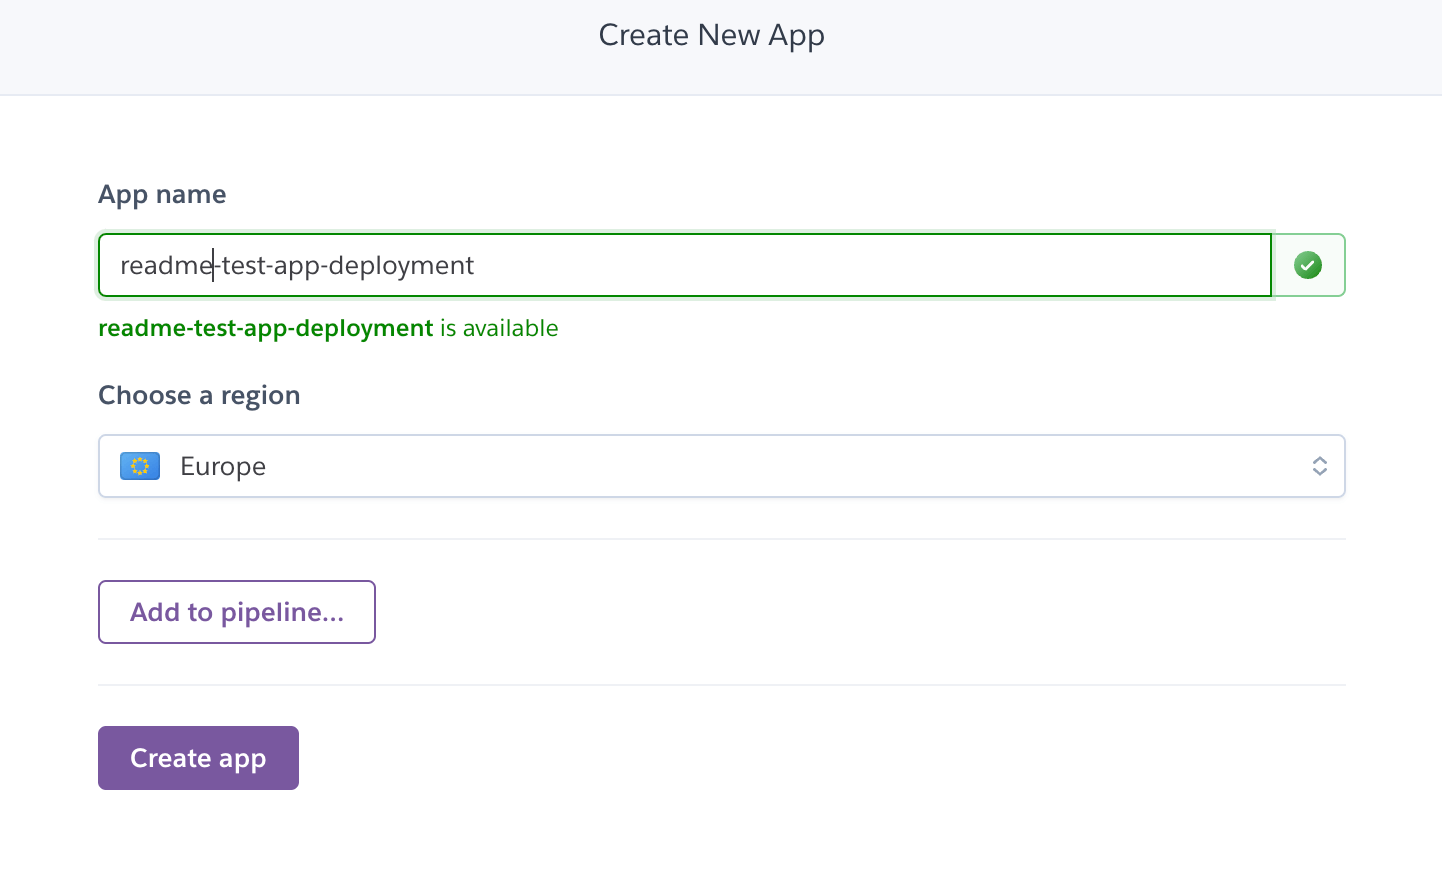 Create New App
App name
readme-test-app-deployment
readme-test-app-deployment is available
Choose a region
Europe
Add to pipeline...
Create app